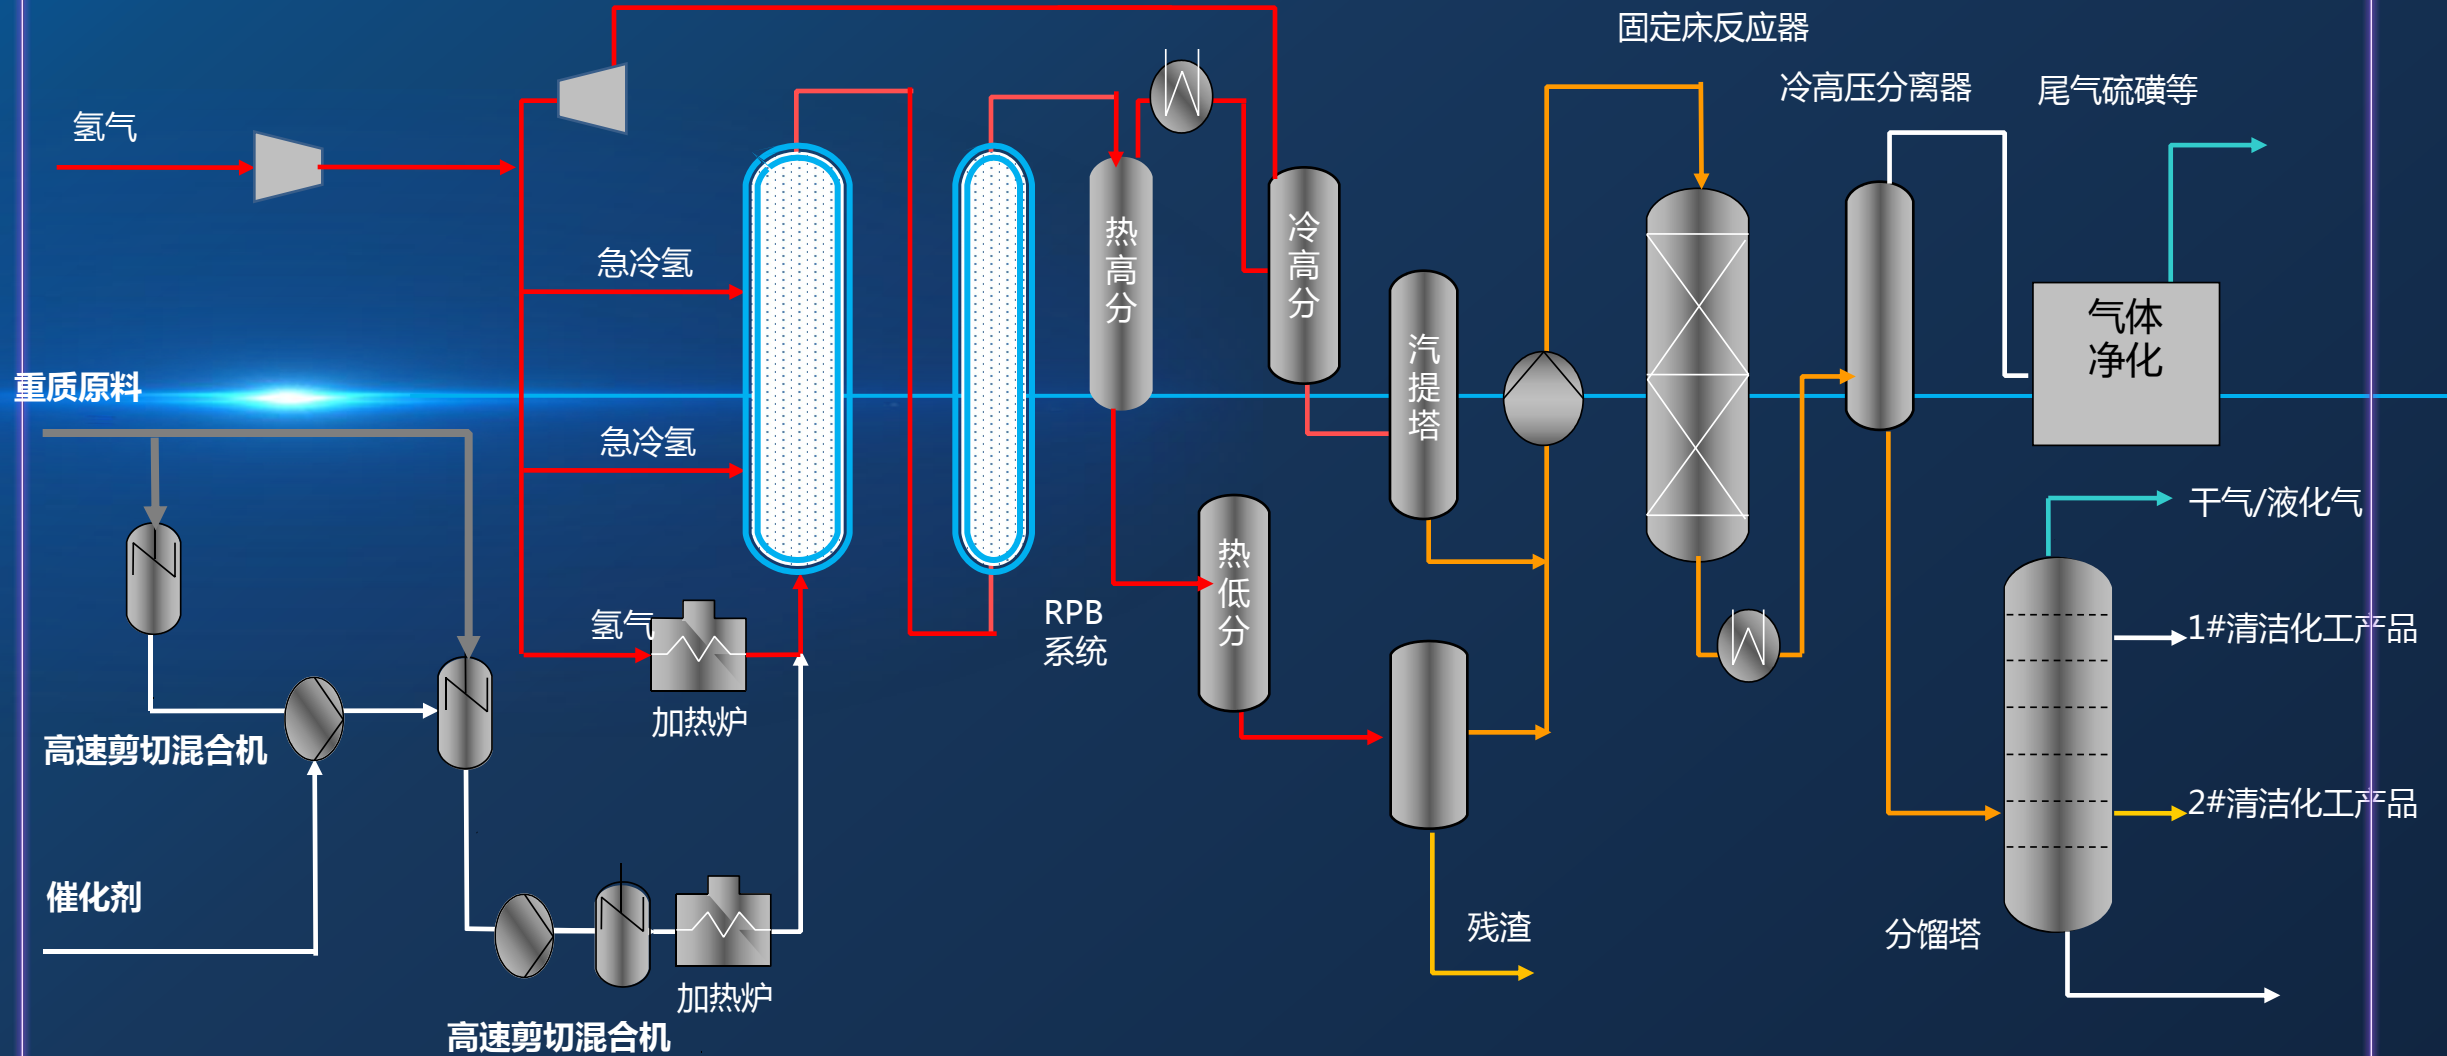 固定床反应器
冷高压分离器
尾气硫磺等
氢气
热高分
冷高分
急冷氢
气体
净化
汽提塔
重质原料
急冷氢
干气/液化气
热低分
RPB
系统
氢气
1#清洁化工产品
加热炉
高速剪切混合机
2#清洁化工产品
催化剂
残渣
分馏塔
加热炉
高速剪切混合机